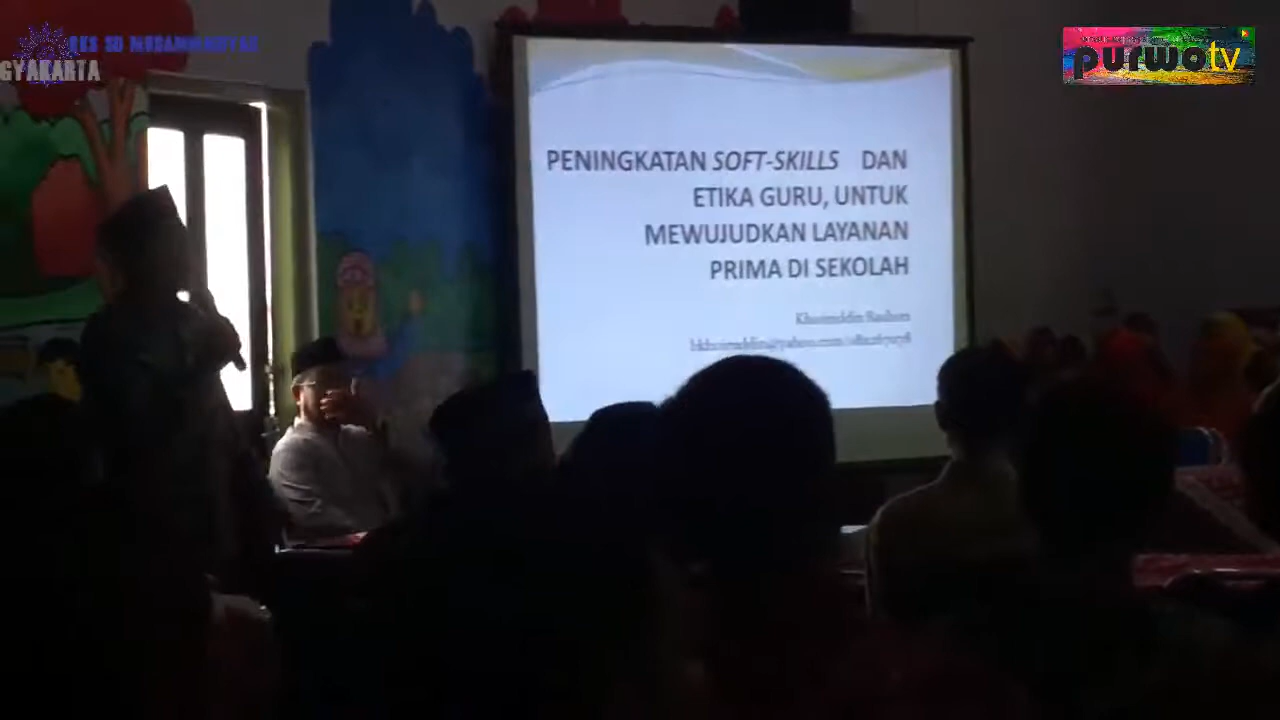 GYAKARTA
purwotv
PENINGKATAN SOFT-SKILLS DAN
ETIKA GURU, UNTUK
MEWUJUDKAN LAYANAN
PRIMA DI SEKOLAH